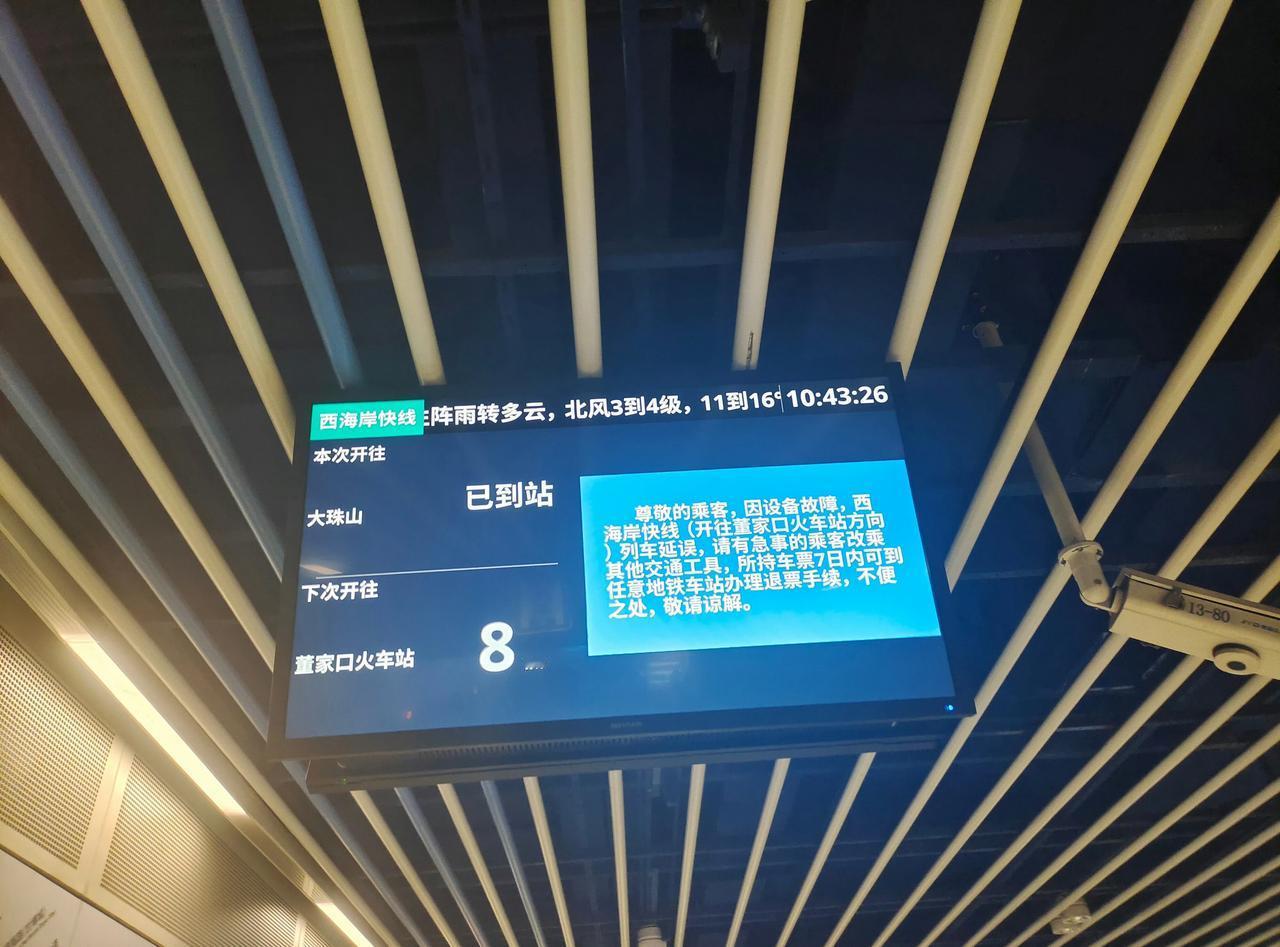 西海岸快线
阵雨转多云，北风3到4级，11到16°
10:43:26
本次开往
大珠山
已到站
下次开往
董家口火车站
8
尊敬的乘客，因设备故障，西
海岸快线（开往董家口火车站方向
）列车延误，请有急事的乘客改乘
其他交通工具，所持车票7日内可到
任意地铁车站办理退票手续，不便
之处，敬请谅解。
13-80